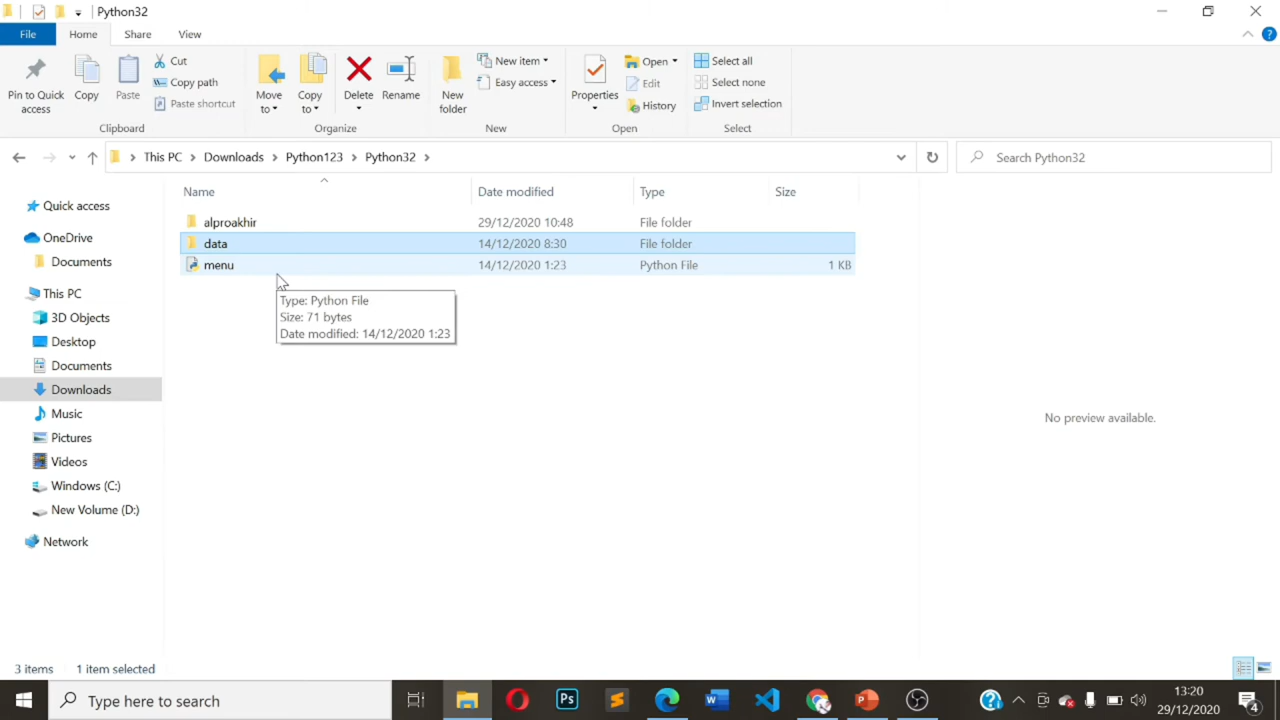 Python32
File Home Share View
Pin to Quick access
Copy
Paste
Cut
Copy path
Paste shortcut
Clipboard
Move to
Copy to
Delete
Rename
Organize
New folder
New item
Easy access
New
Properties
Open
Edit
History
Open
Select all
Select none
Invert selection
Select
This PC > Downloads > Python123 > Python32 >
Search Python32
Name Date modified Type Size
alproakhir 29/12/2020 10:48 File folder
data 14/12/2020 8:30 File folder
menu 14/12/2020 1:23 Python File 1 KB
Type: Python File
Size: 71 bytes
Date modified: 14/12/2020 1:23
Quick access
OneDrive
Documents
This PC
3D Objects
Desktop
Documents
Downloads
Music
Pictures
Videos
Windows (C:)
New Volume (D:)
Network
No preview available.
3 items 1 item selected
Type here to search
Ps
13:20
29/12/2020
4